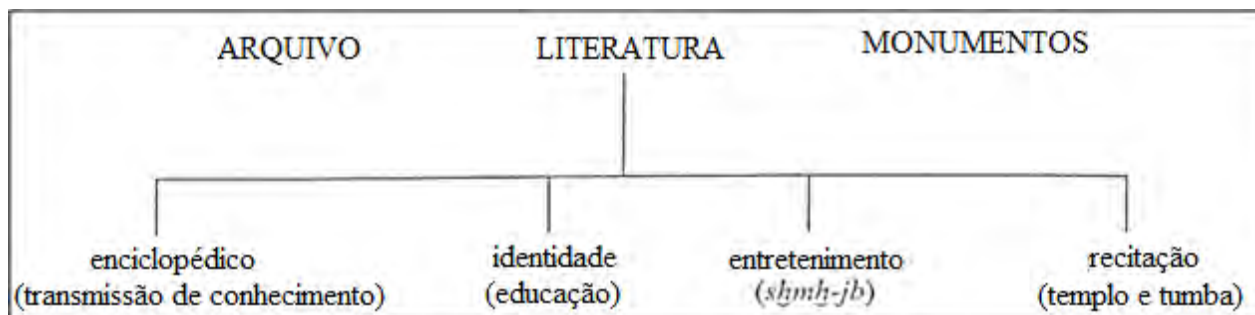 ARQUIVO LITERATURA MONUMENTOS
enciclopédico identidade entretenimento recitação
(transmissão de conhecimento) (educação) (sḫmḫ-jb) (templo e tumba)